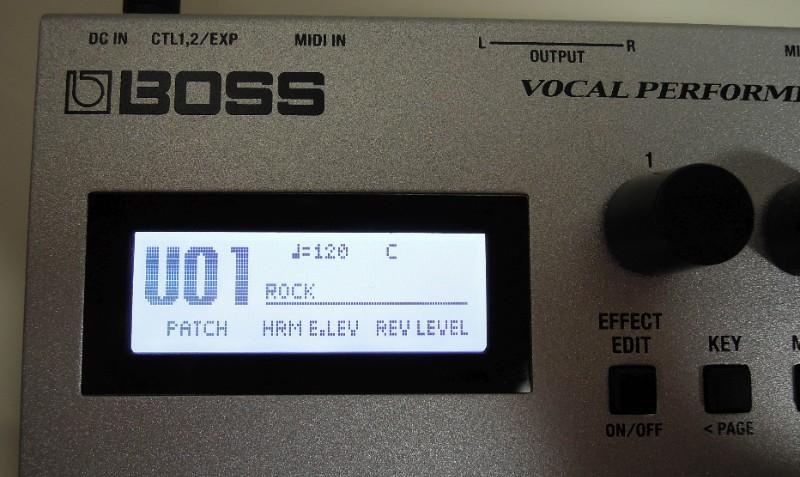 DC IN CTL1,2/EXP MIDI IN L R
OUTPUT
BOSS
VOCAL PERFORM
1
U01
♩=120 C
ROCK
PATCH HRM E.LEV REV LEVEL
EFFECT
EDIT
KEY
ON/OFF
< PAGE